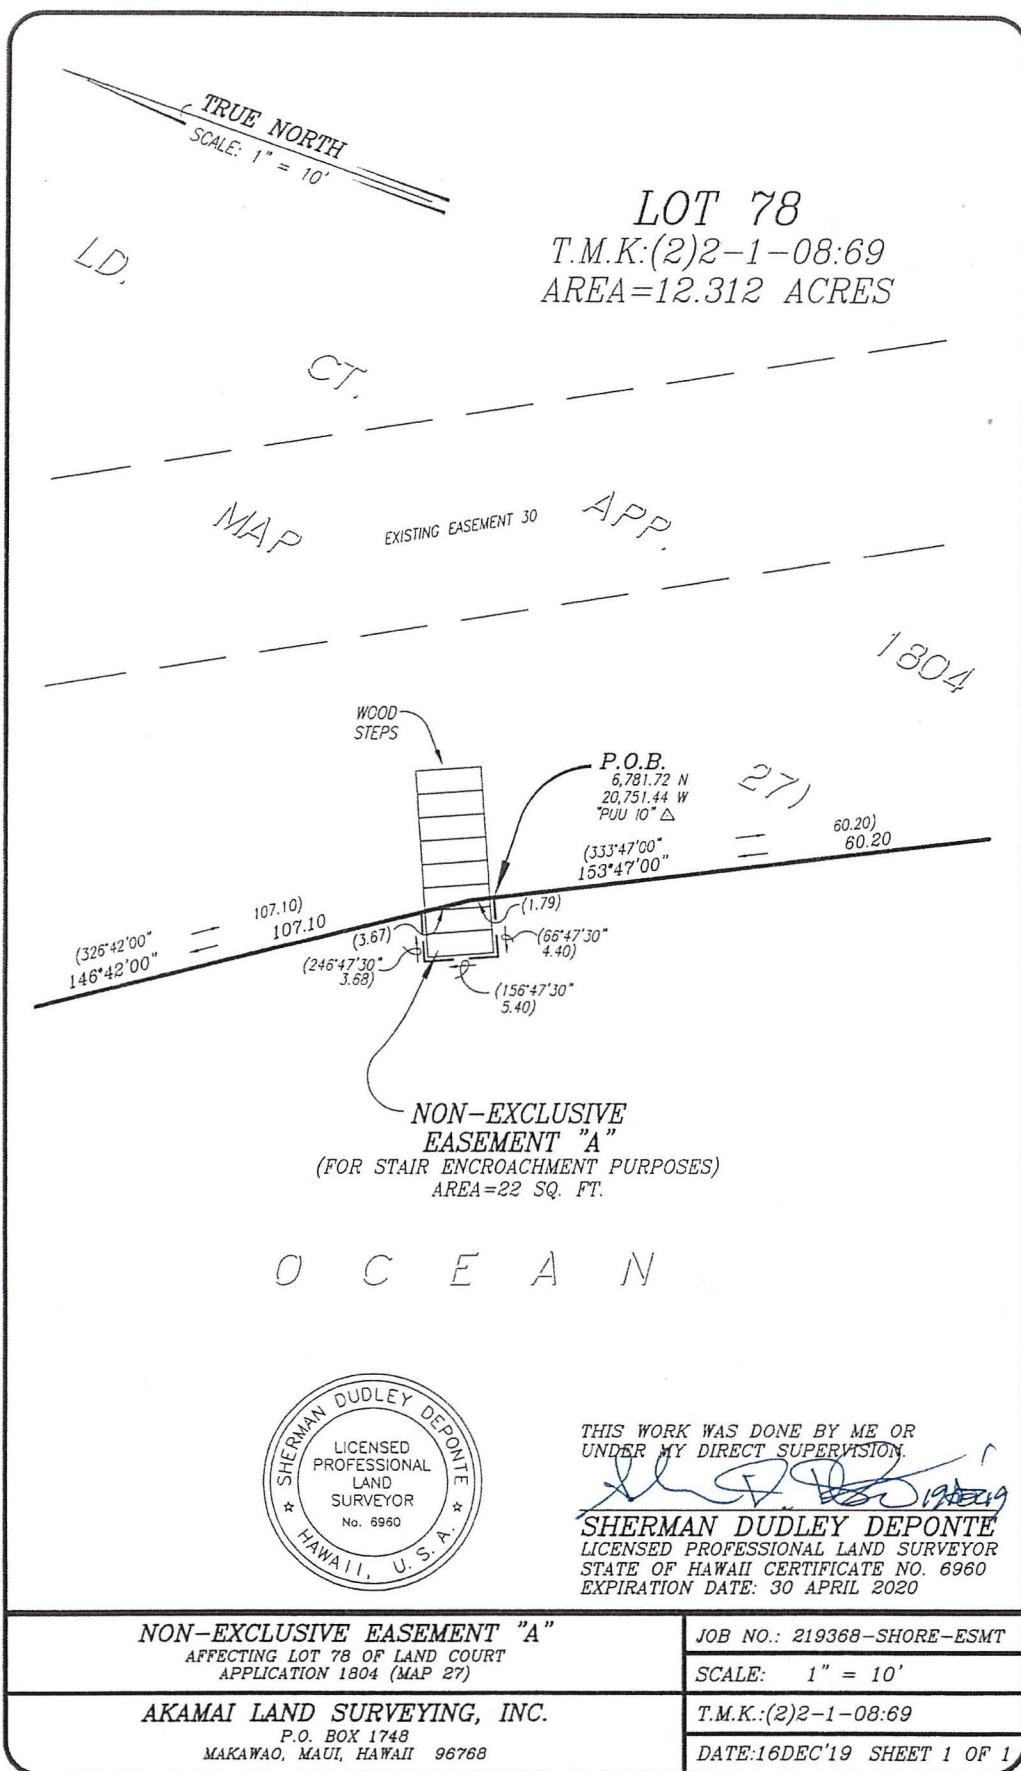 TRUE NORTH
SCALE: 1" = 10'
LOT 78
T.M.K:(2)2-1-08:69
AREA=12.312 ACRES
LD.
CT.
MAP
EXISTING EASEMENT 30
APP.
1804
27)
WOOD
STEPS
P.O.B.
6,781.72 N
20,751.44 W
"PUU IO" △
(333°47'00"
60.20)
153°47'00"
60.20
(326°42'00"
107.10)
146°42'00"
107.10
(1.79)
(3.67)
(66°47'30"
4.40)
(246°47'30"
3.68)
(156°47'30"
5.40)
NON-EXCLUSIVE
EASEMENT "A"
(FOR STAIR ENCROACHMENT PURPOSES)
AREA=22 SQ. FT.
OCEAN
SHERMAN DUDLEY DEPONTE
LICENSED
PROFESSIONAL
LAND
SURVEYOR
No. 6960
HAWAII, U.S.A.
THIS WORK WAS DONE BY ME OR
UNDER MY DIRECT SUPERVISION.
19DEC19
SHERMAN DUDLEY DEPONTE
LICENSED PROFESSIONAL LAND SURVEYOR
STATE OF HAWAII CERTIFICATE NO. 6960
EXPIRATION DATE: 30 APRIL 2020
NON-EXCLUSIVE EASEMENT "A"
AFFECTING LOT 78 OF LAND COURT
APPLICATION 1804 (MAP 27)
AKAMAI LAND SURVEYING, INC.
P.O. BOX 1748
MAKAWAO, MAUI, HAWAII 96768
JOB NO.: 219368-SHORE-ESMT
SCALE: 1" = 10'
T.M.K.:(2)2-1-08:69
DATE:16DEC'19 SHEET 1 OF 1